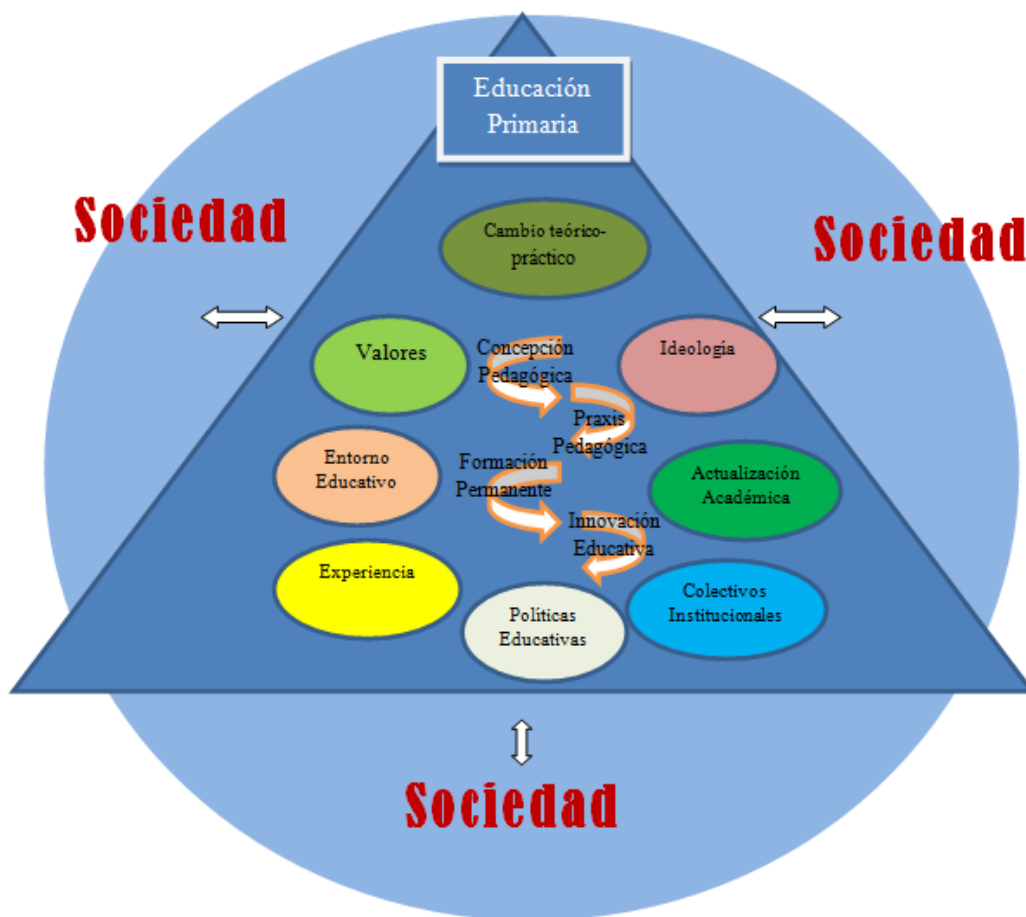 Educación
Primaria
Sociedad
Sociedad
Cambio teórico-
práctico
Valores
Concepción
Pedagógica
Ideología
Praxis
Pedagógica
Entorno
Educativo
Formación
Permanente
Actualización
Académica
Innovación
Educativa
Experiencia
Políticas
Educativas
Colectivos
Institucionales
Sociedad